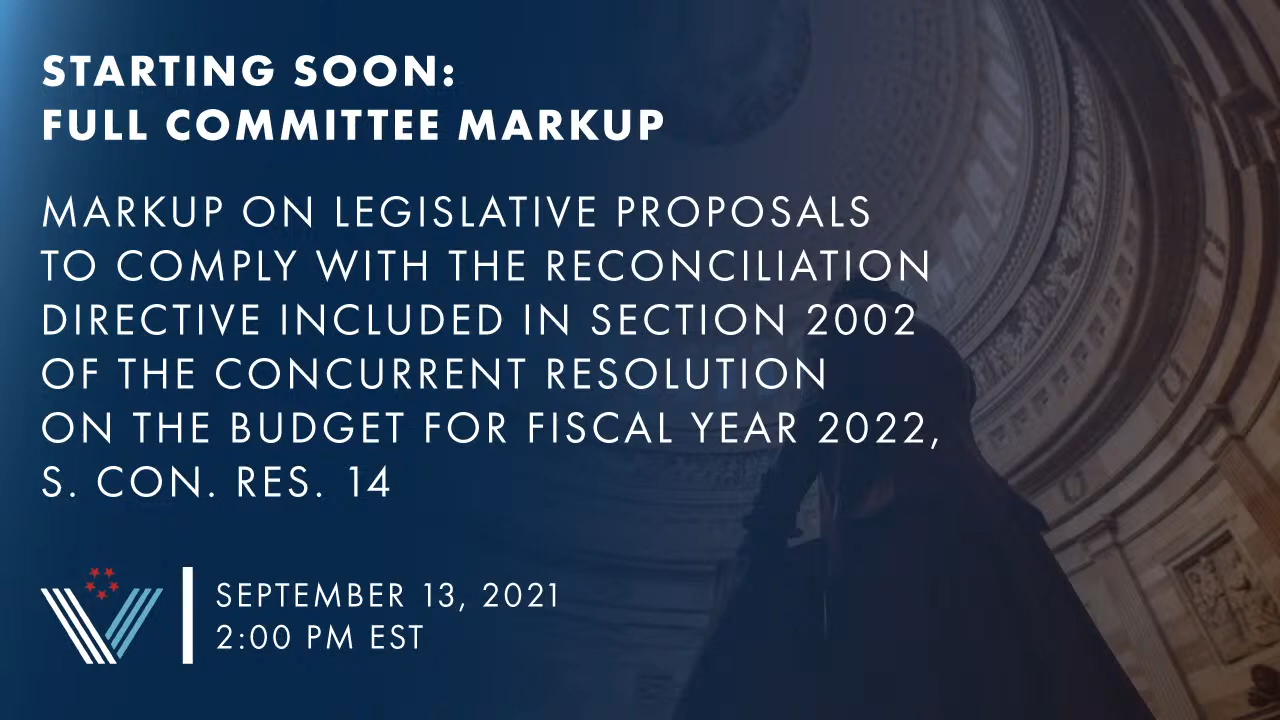 STARTING SOON:
FULL COMMITTEE MARKUP
MARKUP ON LEGISLATIVE PROPOSALS
TO COMPLY WITH THE RECONCILIATION
DIRECTIVE INCLUDED IN SECTION 2002
OF THE CONCURRENT RESOLUTION
ON THE BUDGET FOR FISCAL YEAR 2022,
S. CON. RES. 14
SEPTEMBER 13, 2021
2:00 PM EST